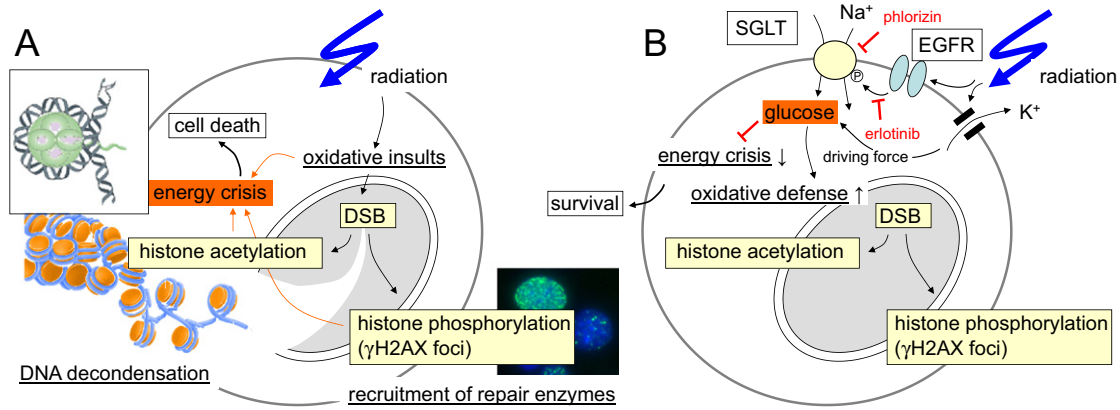 A
radiation
cell death
oxidative insults
energy crisis
DSB
histone acetylation
histone phosphorylation
(γH2AX foci)
DNA decondensation
recruitment of repair enzymes
B
SGLT
Na⁺
phlorizin
EGFR
P
radiation
glucose
erlotinib
K⁺
energy crisis ↓
driving force
oxidative defense ↑
survival
DSB
histone acetylation
histone phosphorylation
(γH2AX foci)